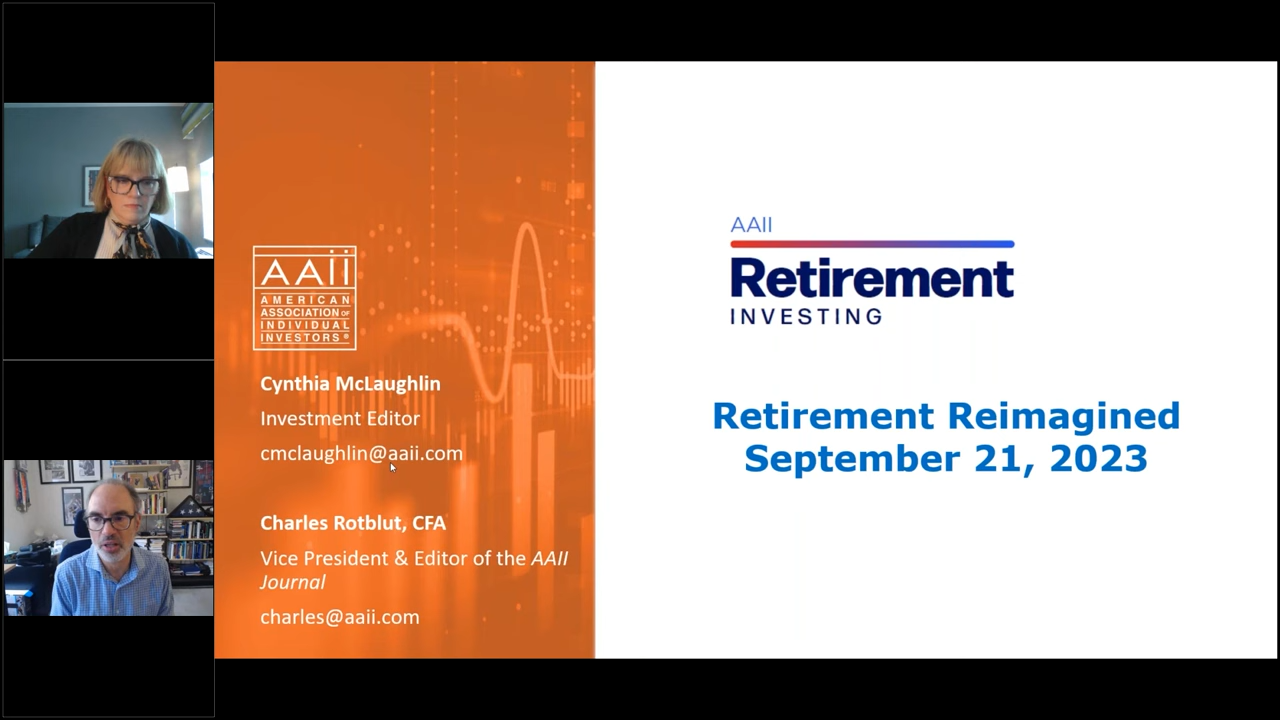 AAii
AMERICAN
ASSOCIATION OF
INDIVIDUAL
INVESTORS®
Cynthia McLaughlin
Investment Editor
cmclaughlin@aaii.com
Charles Rotblut, CFA
Vice President & Editor of the AAII
Journal
charles@aaii.com
AAII
Retirement
INVESTING
Retirement Reimagined
September 21, 2023